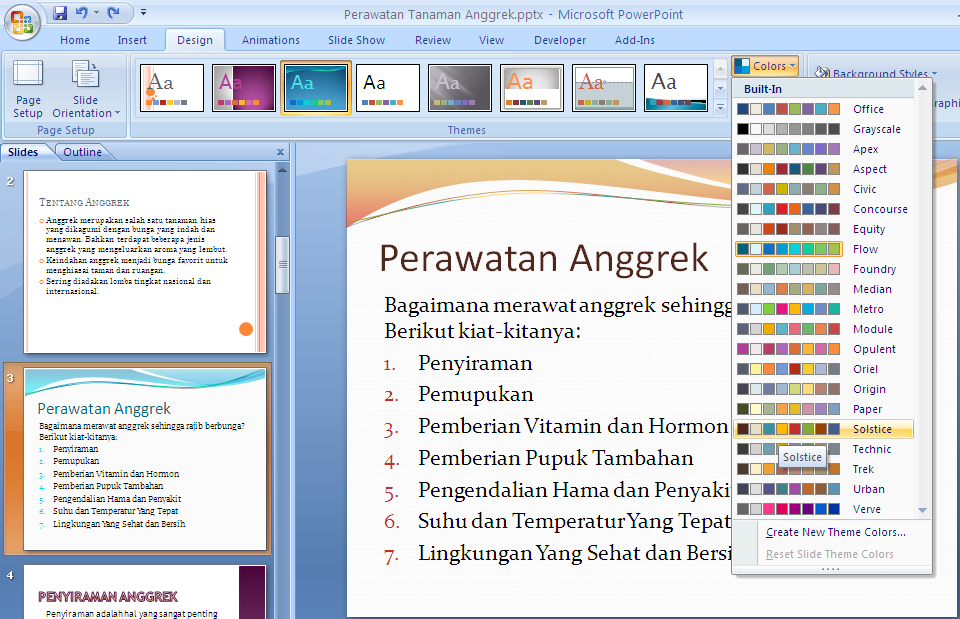 Perawatan Tanaman Anggrek.pptx - Microsoft PowerPoint
Home Insert Design Animations Slide Show Review View Developer Add-Ins
Page Setup
Slide Orientation
Page Setup
Aa Aa Aa Aa Aa Aa Aa Aa
Themes
Colors
Background Styles
Slides Outline x
2
TENTANG ANGGREK
Anggrek merupakan salah satu tanaman hias
yang dikagumi dengan bunga yang indah dan
menawan. Bahkan terdapat beberapa jenis
anggrek yang mengeluarkan aroma yang lembut.
Keindahan anggrek menjadi bunga favorit untuk
menghiasai taman dan ruangan.
Sering diadakan lomba tingkat nasional dan
internasional.
3
Perawatan Anggrek
Bagaimana merawat anggrek sehingga rajib berbunga?
Berikut kiat-kitanya:
1. Penyiraman
2. Pemupukan
3. Pemberian Vitamin dan Hormon
4. Pemberian Pupuk Tambahan
5. Pengendalian Hama dan Penyakit
6. Suhu dan Temperatur Yang Tepat
7. Lingkungan Yang Sehat dan Bersih
4
PENYIRAMAN ANGGREK
Penyiraman adalah hal yang sangat penting
Perawatan Anggrek
Bagaimana merawat anggrek sehingg
Berikut kiat-kitanya:
1. Penyiraman
2. Pemupukan
3. Pemberian Vitamin dan Hormon
4. Pemberian Pupuk Tambahan
5. Pengendalian Hama dan Penyaki
6. Suhu dan Temperatur Yang Tepat
7. Lingkungan Yang Sehat dan Bersi
Built-In
Office
Grayscale
Apex
Aspect
Civic
Concourse
Equity
Flow
Foundry
Median
Metro
Module
Opulent
Oriel
Origin
Paper
Solstice
Technic
Solstice
Trek
Urban
Verve
Create New Theme Colors...
Reset Slide Theme Colors